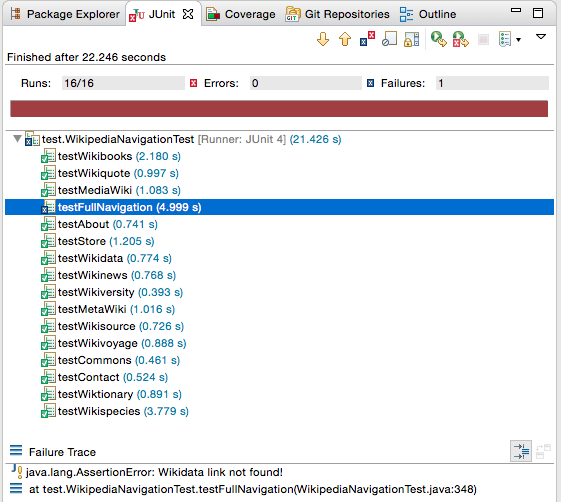 Package Explorer JUnit Coverage Git Repositories Outline
Finished after 22.246 seconds
Runs: 16/16 Errors: 0 Failures: 1
test.WikipediaNavigationTest [Runner: JUnit 4] (21.426 s)
testWikibooks (2.180 s)
testWikiquote (0.997 s)
testMediaWiki (1.083 s)
testFullNavigation (4.999 s)
testAbout (0.741 s)
testStore (1.205 s)
testWikidata (0.774 s)
testWikinews (0.768 s)
testWikiversity (0.393 s)
testMetaWiki (1.016 s)
testWikisource (0.726 s)
testWikivoyage (0.888 s)
testCommons (0.461 s)
testContact (0.524 s)
testWiktionary (0.891 s)
testWikispecies (3.779 s)
Failure Trace
java.lang.AssertionError: Wikidata link not found!
at test.WikipediaNavigationTest.testFullNavigation(WikipediaNavigationTest.java:348)